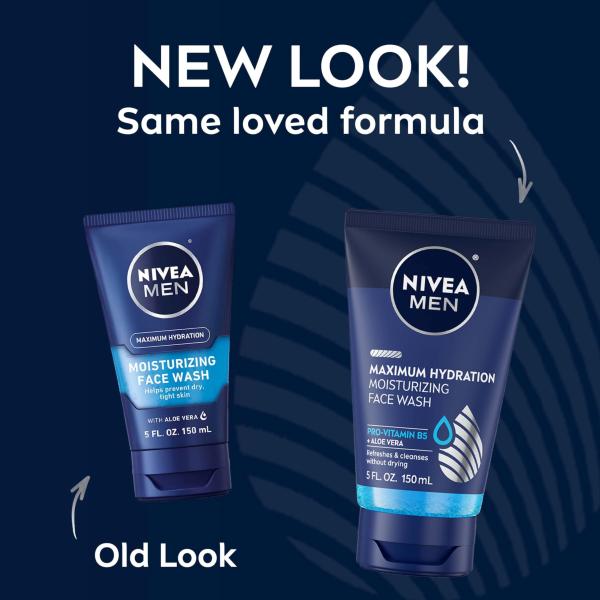 NEW LOOK!
Same loved formula
NIVEA
MEN
®
MAXIMUM HYDRATION
MOISTURIZING
FACE WASH
Helps prevent dry,
tight skin
WITH ALOE VERA
5 FL. OZ. 150 mL
Old Look
NIVEA
MEN
®
MAXIMUM HYDRATION
MOISTURIZING
FACE WASH
PRO-VITAMIN B5
+ ALOE VERA
Refreshes & cleanses
without drying
5 FL. OZ. 150 mL